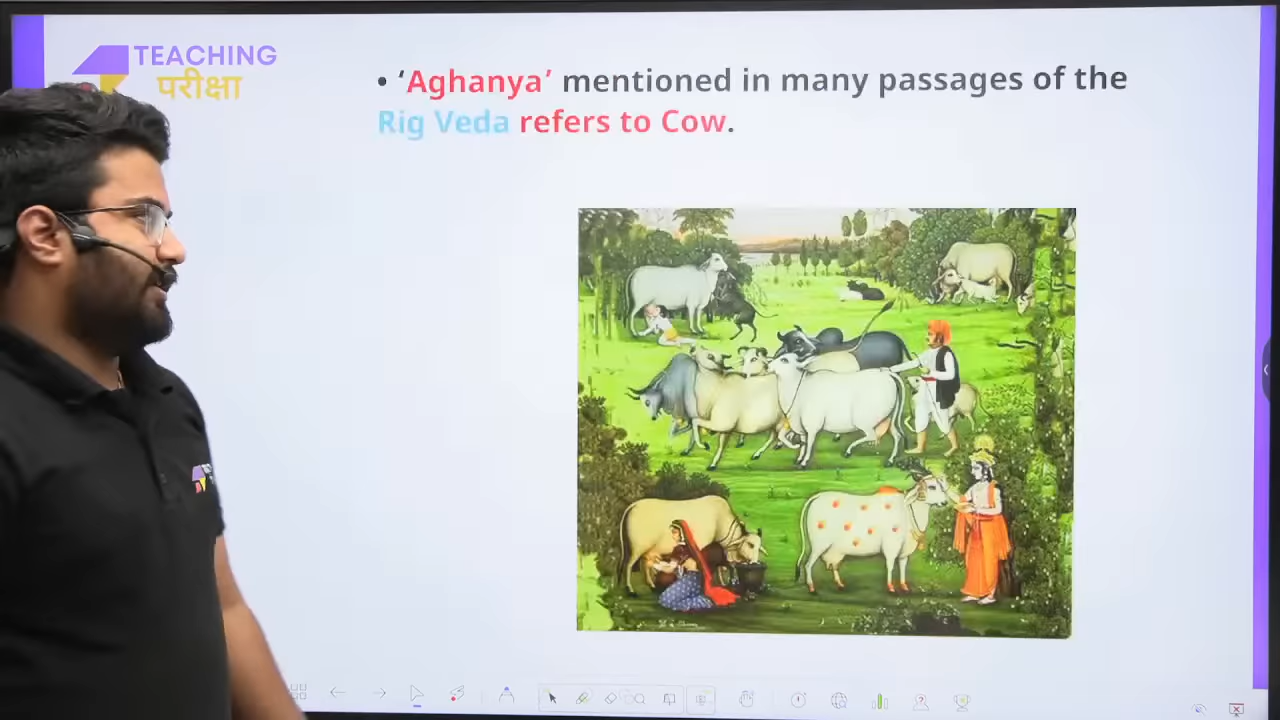 TEACHING
परीक्षा
• ‘Aghanya’ mentioned in many passages of the
Rig Veda refers to Cow.